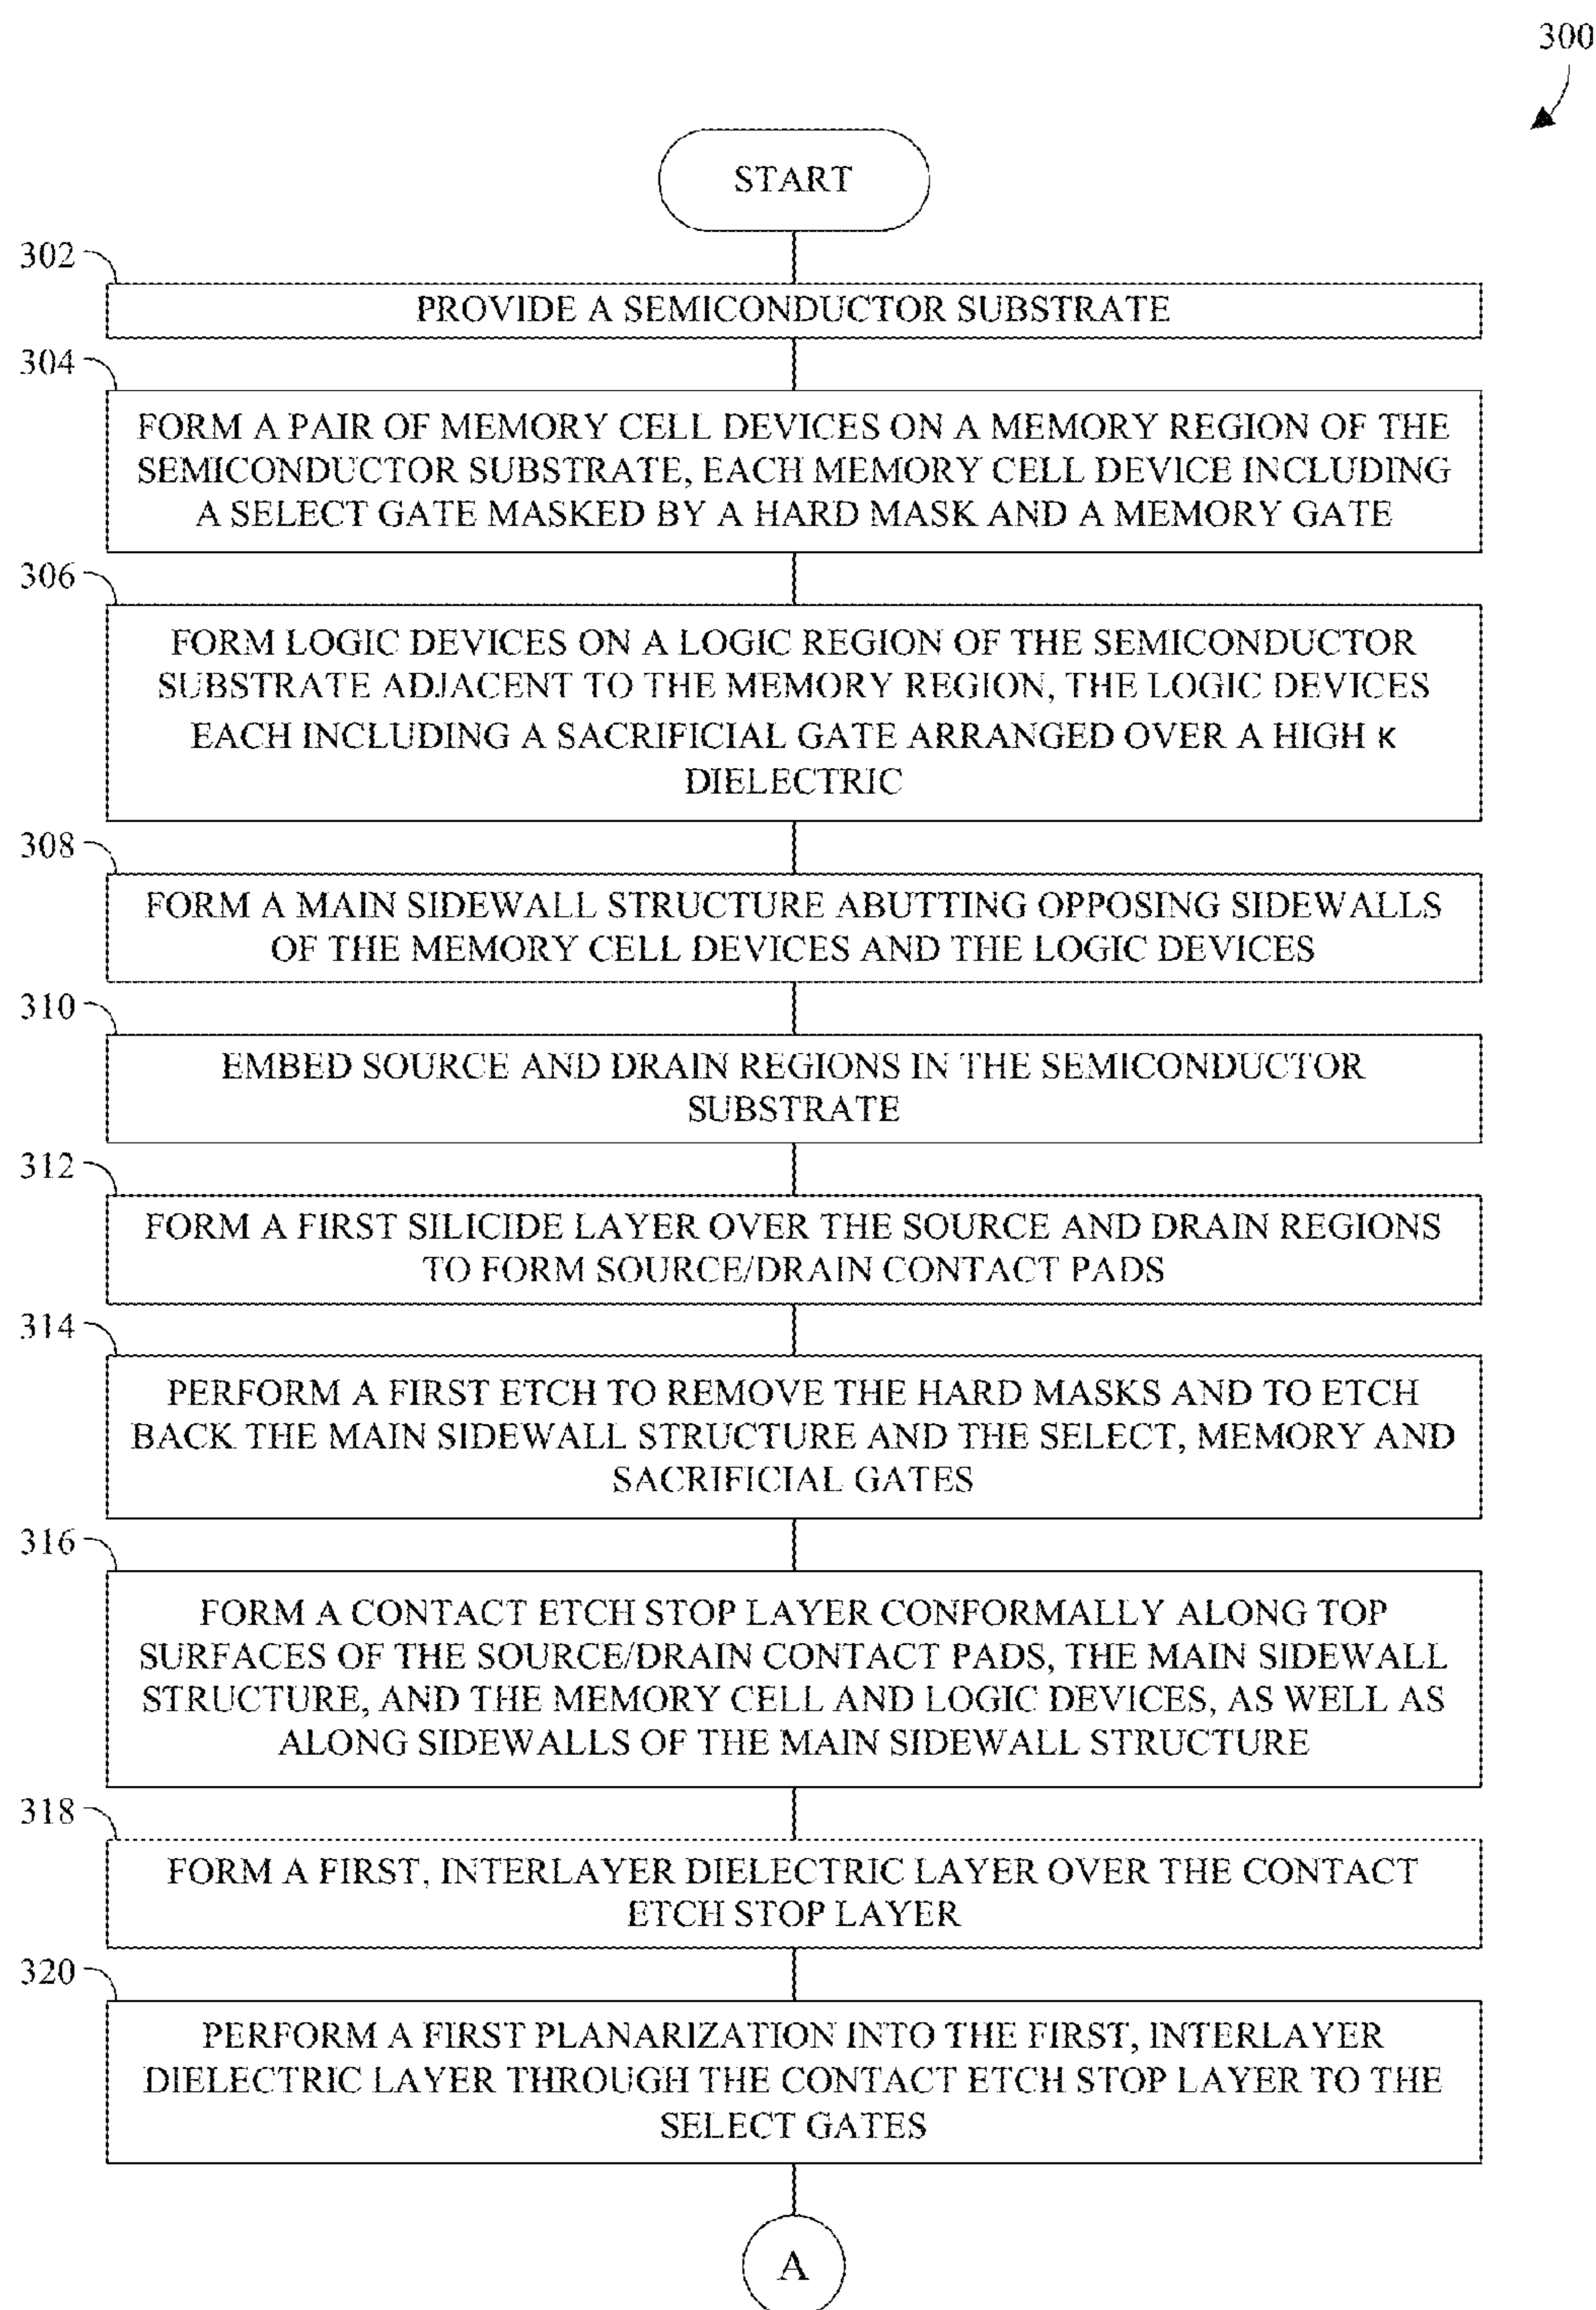 300
START
302
PROVIDE A SEMICONDUCTOR SUBSTRATE
304
FORM A PAIR OF MEMORY CELL DEVICES ON A MEMORY REGION OF THE
SEMICONDUCTOR SUBSTRATE, EACH MEMORY CELL DEVICE INCLUDING
A SELECT GATE MASKED BY A HARD MASK AND A MEMORY GATE
306
FORM LOGIC DEVICES ON A LOGIC REGION OF THE SEMICONDUCTOR
SUBSTRATE ADJACENT TO THE MEMORY REGION, THE LOGIC DEVICES
EACH INCLUDING A SACRIFICIAL GATE ARRANGED OVER A HIGH κ
DIELECTRIC
308
FORM A MAIN SIDEWALL STRUCTURE ABUTTING OPPOSING SIDEWALLS
OF THE MEMORY CELL DEVICES AND THE LOGIC DEVICES
310
EMBED SOURCE AND DRAIN REGIONS IN THE SEMICONDUCTOR
SUBSTRATE
312
FORM A FIRST SILICIDE LAYER OVER THE SOURCE AND DRAIN REGIONS
TO FORM SOURCE/DRAIN CONTACT PADS
314
PERFORM A FIRST ETCH TO REMOVE THE HARD MASKS AND TO ETCH
BACK THE MAIN SIDEWALL STRUCTURE AND THE SELECT, MEMORY AND
SACRIFICIAL GATES
316
FORM A CONTACT ETCH STOP LAYER CONFORMALLY ALONG TOP
SURFACES OF THE SOURCE/DRAIN CONTACT PADS, THE MAIN SIDEWALL
STRUCTURE, AND THE MEMORY CELL AND LOGIC DEVICES, AS WELL AS
ALONG SIDEWALLS OF THE MAIN SIDEWALL STRUCTURE
318
FORM A FIRST, INTERLAYER DIELECTRIC LAYER OVER THE CONTACT
ETCH STOP LAYER
320
PERFORM A FIRST PLANARIZATION INTO THE FIRST, INTERLAYER
DIELECTRIC LAYER THROUGH THE CONTACT ETCH STOP LAYER TO THE
SELECT GATES
A